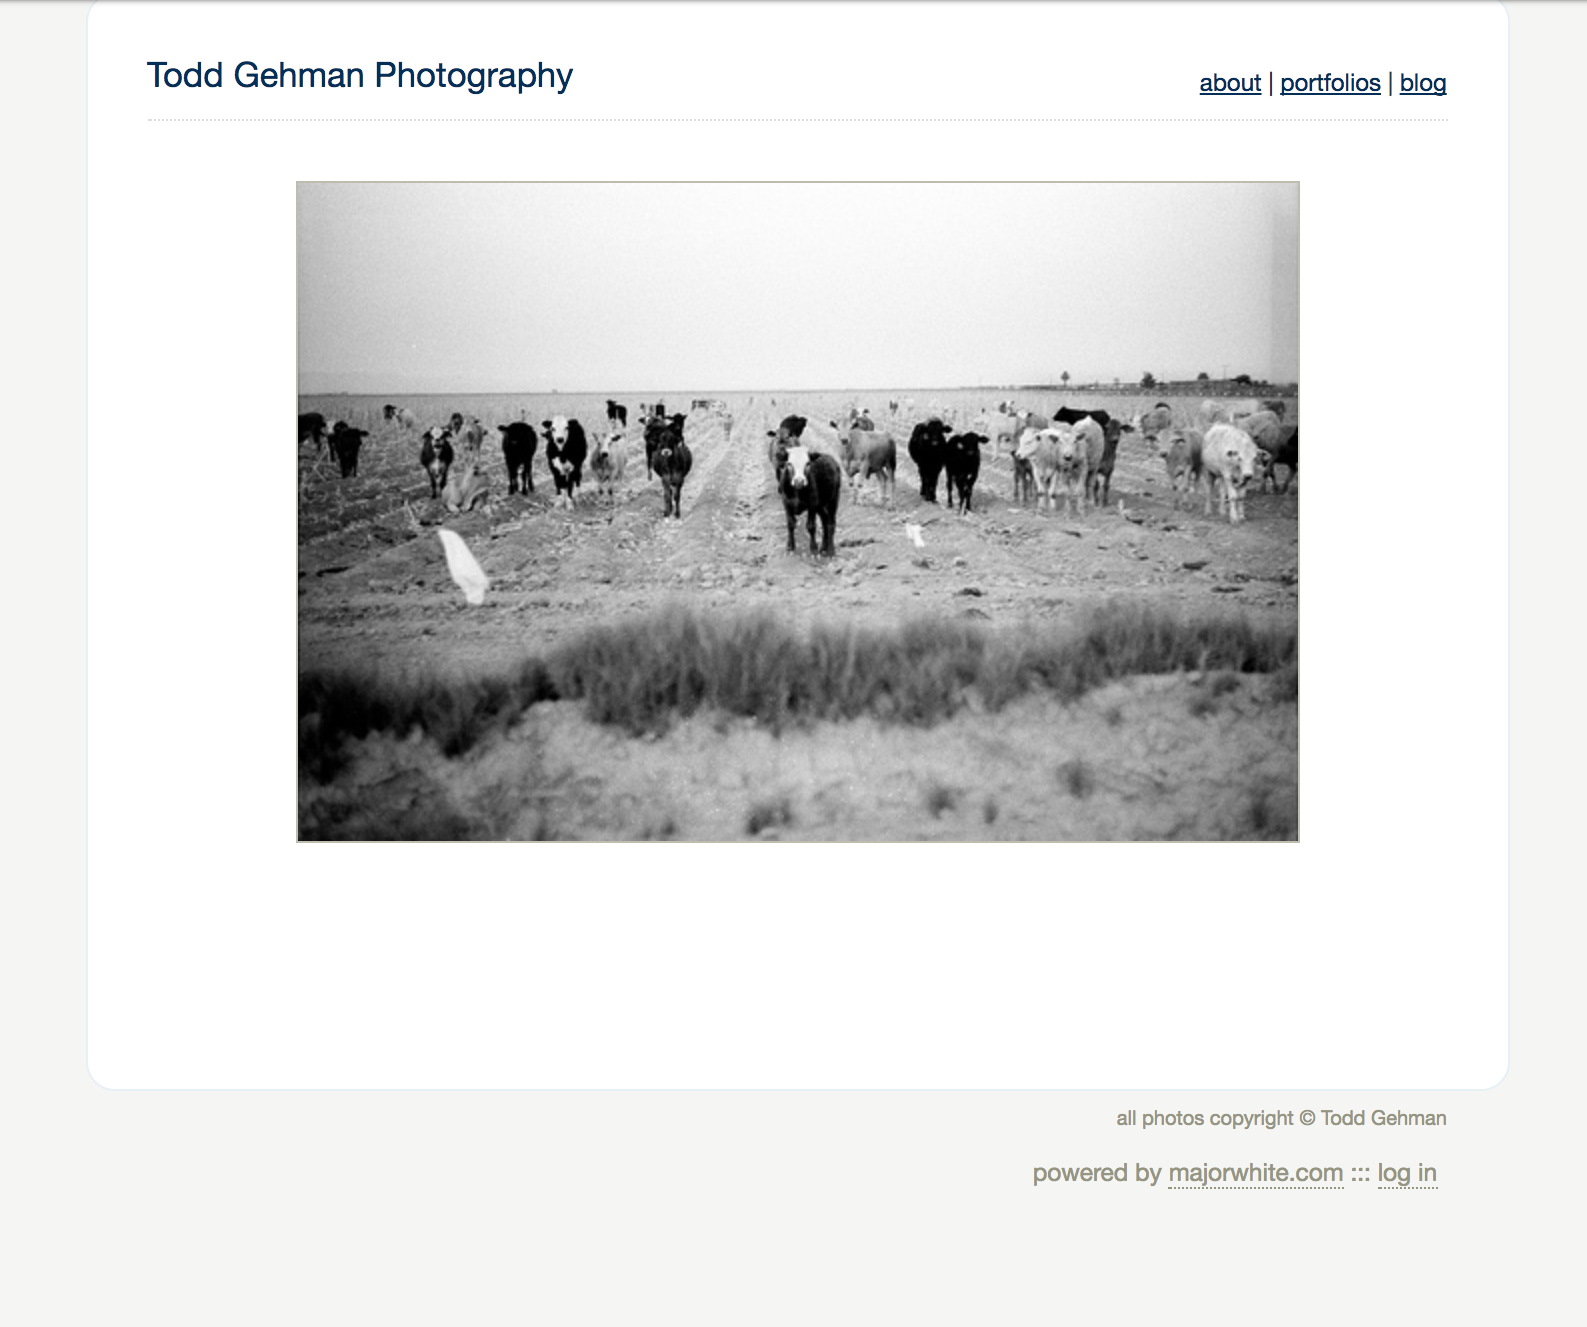 Todd Gehman Photography
about | portfolios | blog
all photos copyright © Todd Gehman
powered by majorwhite.com ::: log in